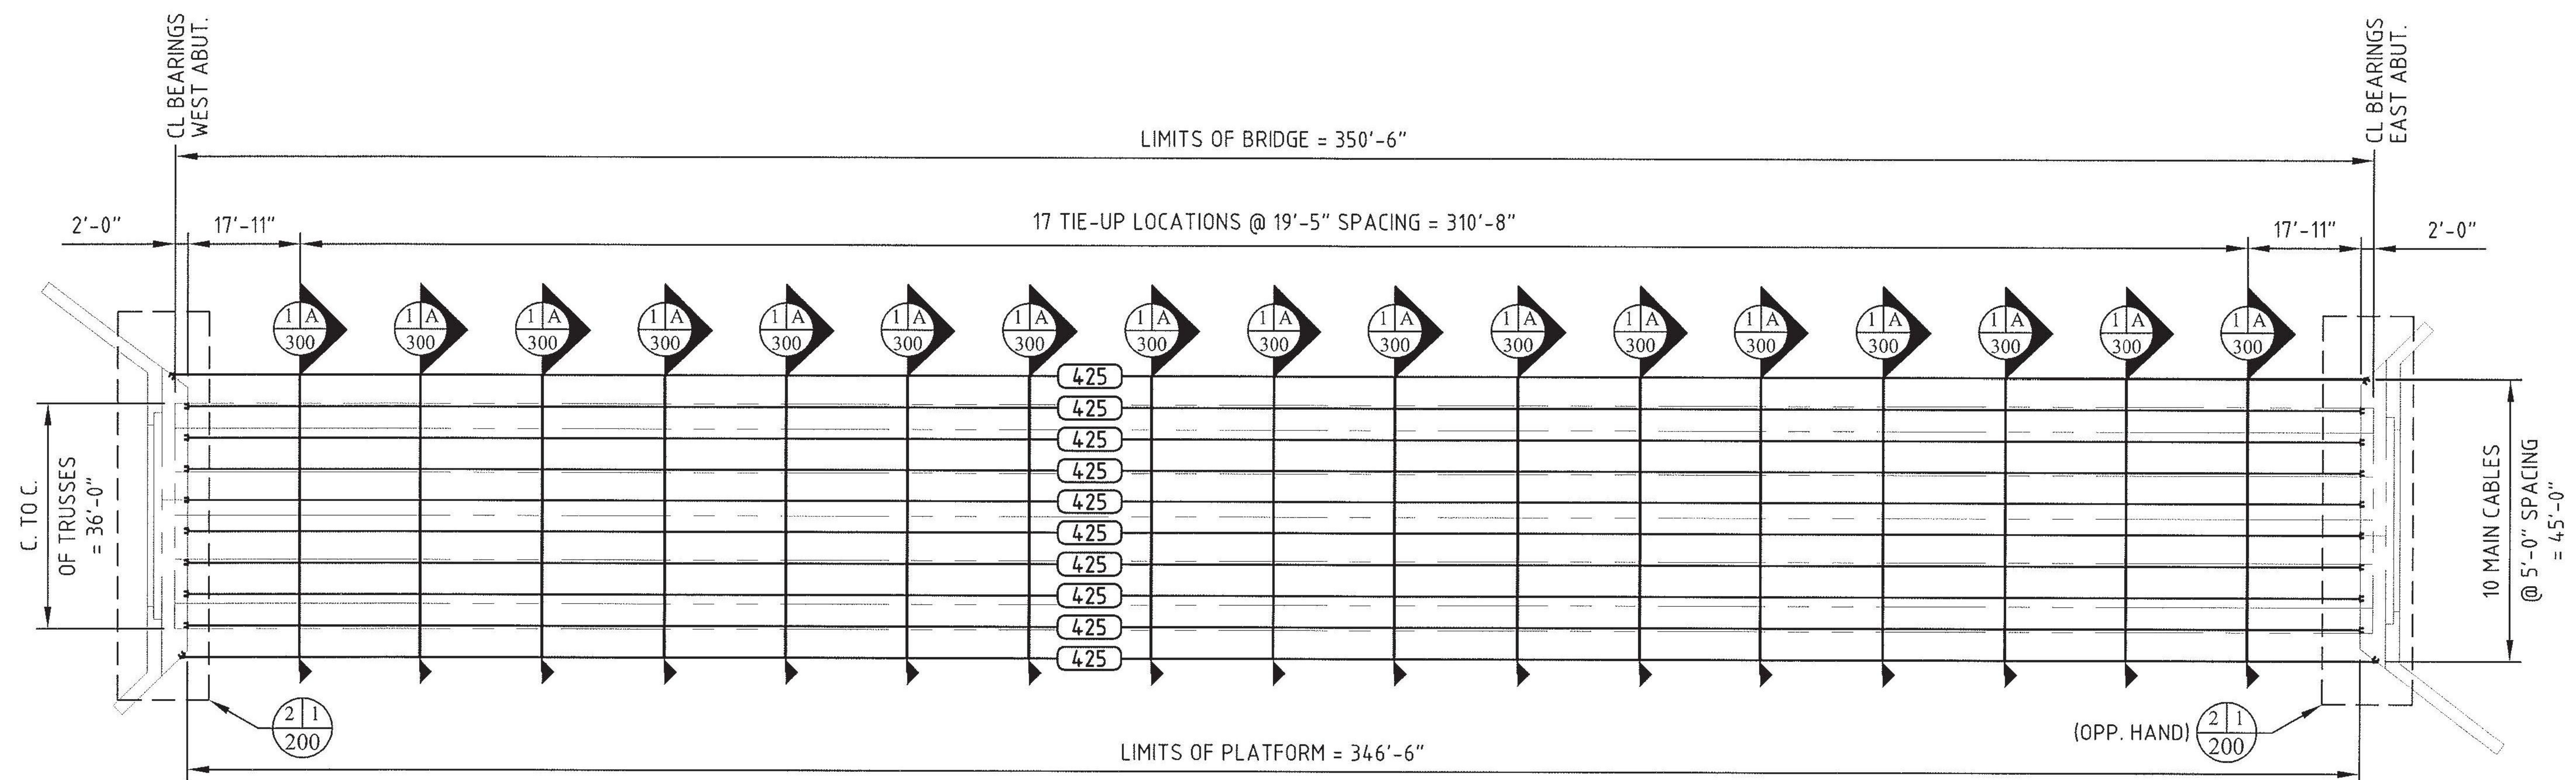 CL BEARINGS
WEST ABUT.
CL BEARINGS
EAST ABUT.
LIMITS OF BRIDGE = 350'-6"
2'-0"
17'-11"
17 TIE-UP LOCATIONS @ 19'-5" SPACING = 310'-8"
17'-11"
2'-0"
1 A
300
1 A
300
1 A
300
1 A
300
1 A
300
1 A
300
1 A
300
1 A
300
1 A
300
1 A
300
1 A
300
1 A
300
1 A
300
1 A
300
1 A
300
1 A
300
1 A
300
425
425
425
425
425
425
425
425
425
425
C. TO C.
OF TRUSSES
= 36'-0"
10 MAIN CABLES
@ 5'-0" SPACING
= 45'-0"
2 1
200
(OPP. HAND)
2 1
200
LIMITS OF PLATFORM = 346'-6"